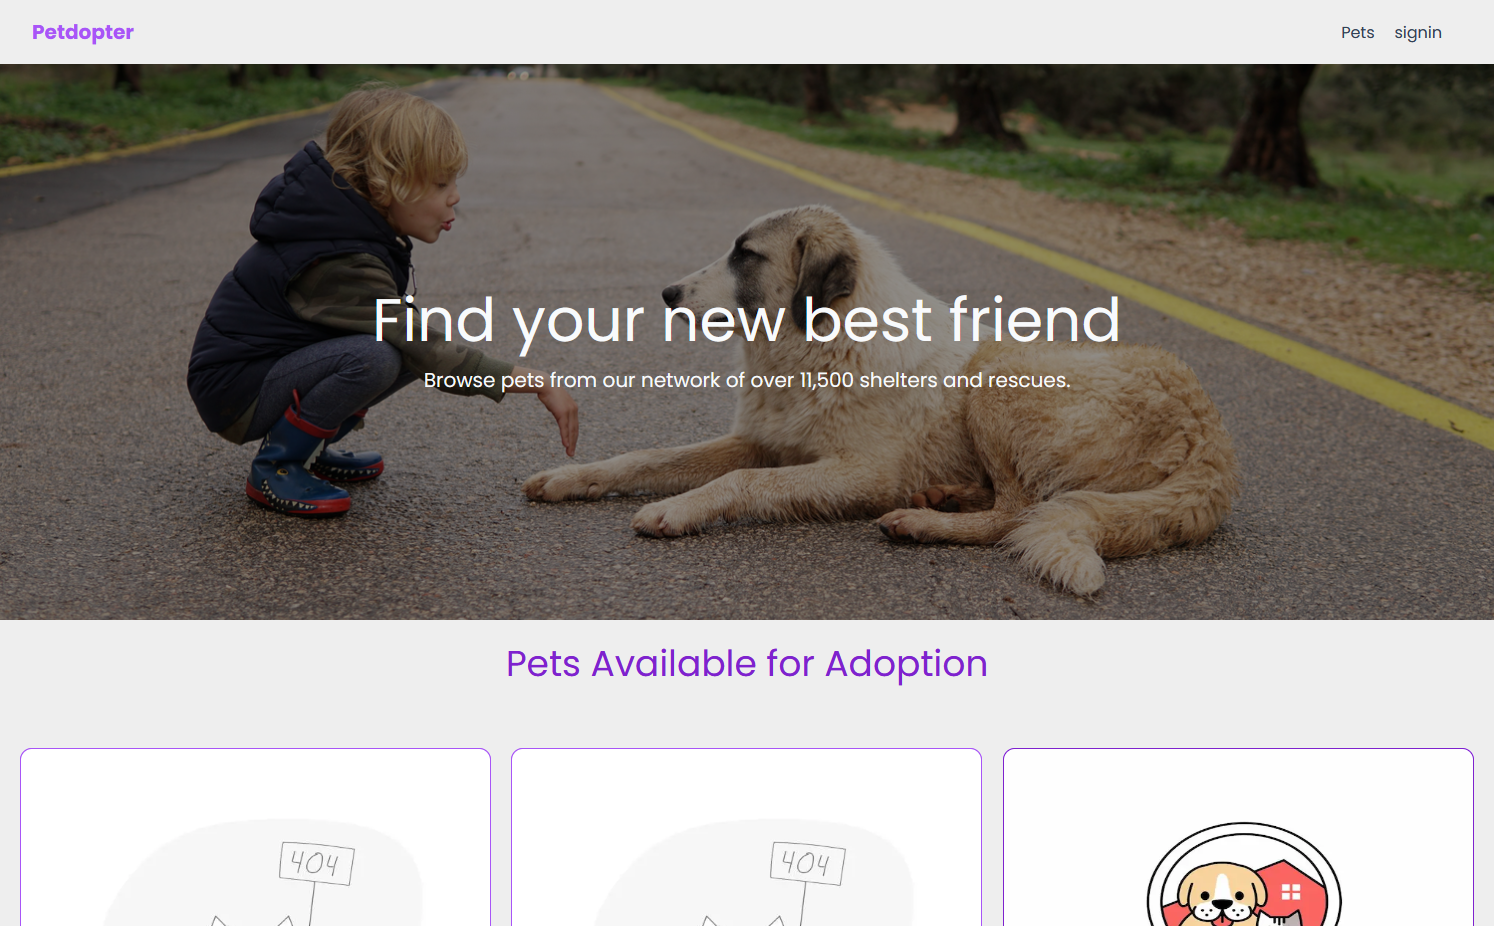 Petdopter
Pets signin
Find your new best friend
Browse pets from our network of over 11,500 shelters and rescues.
Pets Available for Adoption
404
404